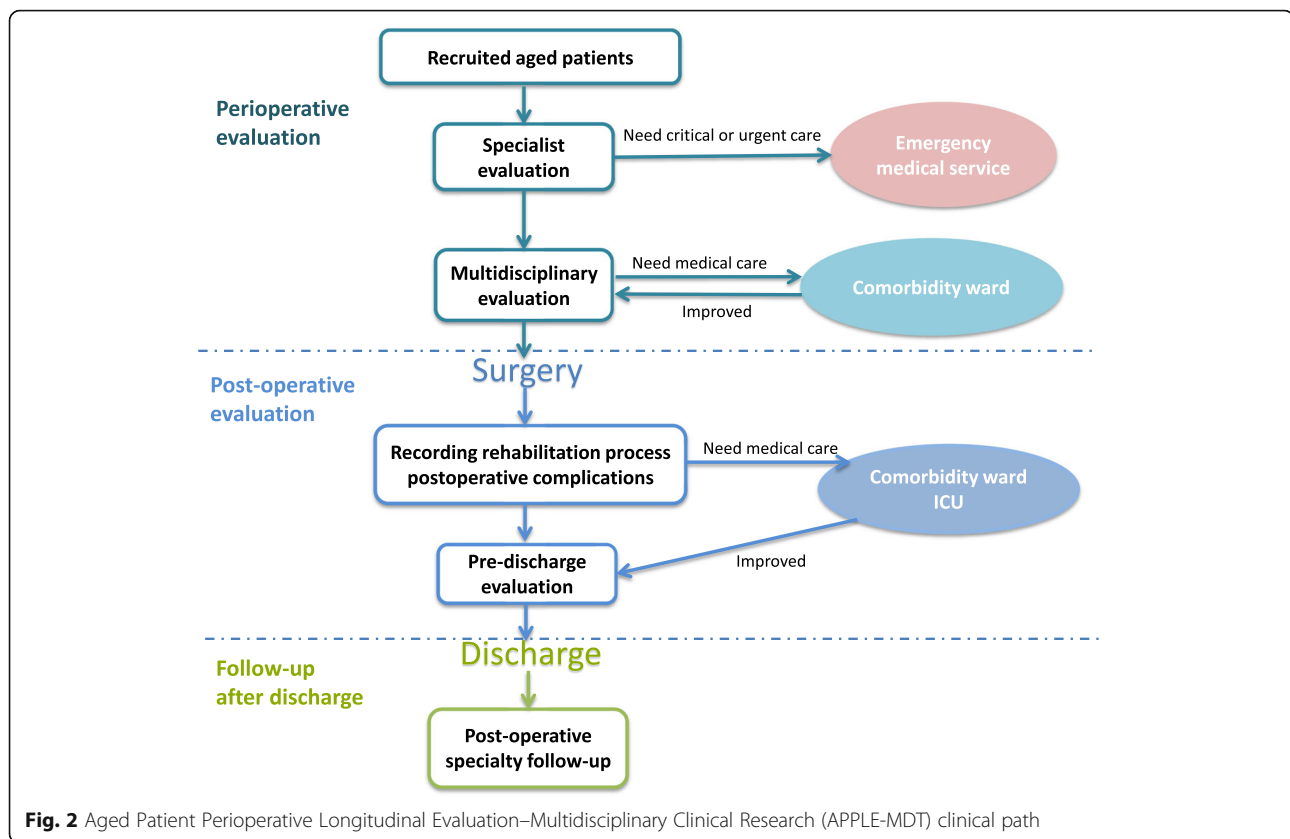 Recruited aged patients
Perioperative
evaluation
Specialist
evaluation
Need critical or urgent care
Emergency
medical service
Multidisciplinary
evaluation
Need medical care
Improved
Comorbidity ward
Surgery
Post-operative
evaluation
Recording rehabilitation process
postoperative complications
Need medical care
Comorbidity ward
ICU
Pre-discharge
evaluation
Improved
Discharge
Follow-up
after discharge
Post-operative
specialty follow-up
Fig. 2 Aged Patient Perioperative Longitudinal Evaluation–Multidisciplinary Clinical Research (APPLE-MDT) clinical path